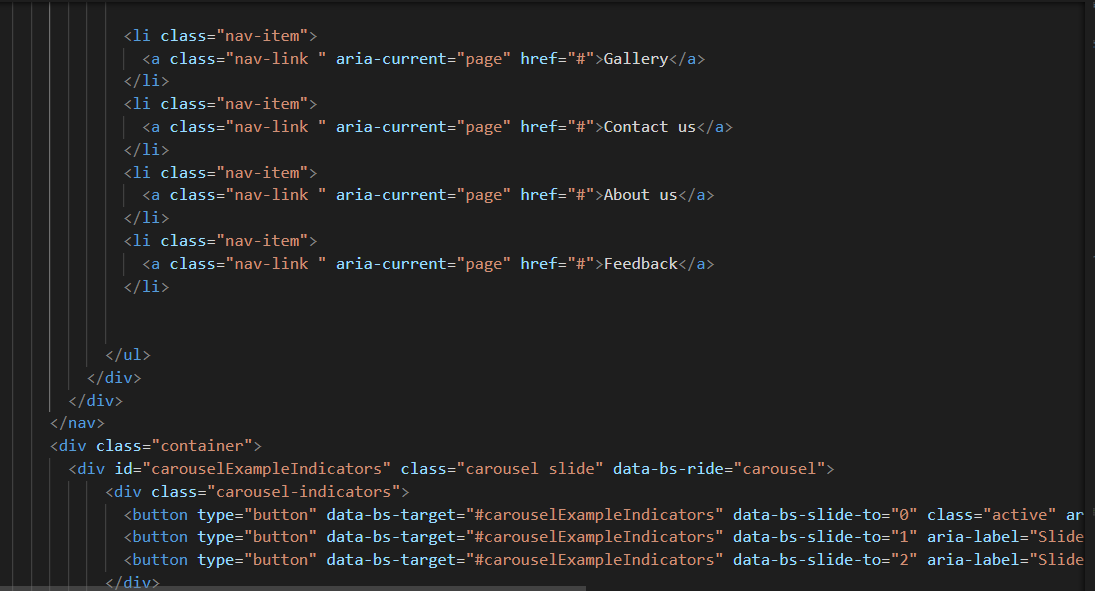 <li class="nav-item">
<a class="nav-link " aria-current="page" href="#">Gallery</a>
</li>
<li class="nav-item">
<a class="nav-link " aria-current="page" href="#">Contact us</a>
</li>
<li class="nav-item">
<a class="nav-link " aria-current="page" href="#">About us</a>
</li>
<li class="nav-item">
<a class="nav-link " aria-current="page" href="#">Feedback</a>
</li>
</ul>
</div>
</div>
</nav>
<div class="container">
<div id="carouselExampleIndicators" class="carousel slide" data-bs-ride="carousel">
<div class="carousel-indicators">
<button type="button" data-bs-target="#carouselExampleIndicators" data-bs-slide-to="0" class="active" ar
<button type="button" data-bs-target="#carouselExampleIndicators" data-bs-slide-to="1" aria-label="Slide
<button type="button" data-bs-target="#carouselExampleIndicators" data-bs-slide-to="2" aria-label="Slide
</div>